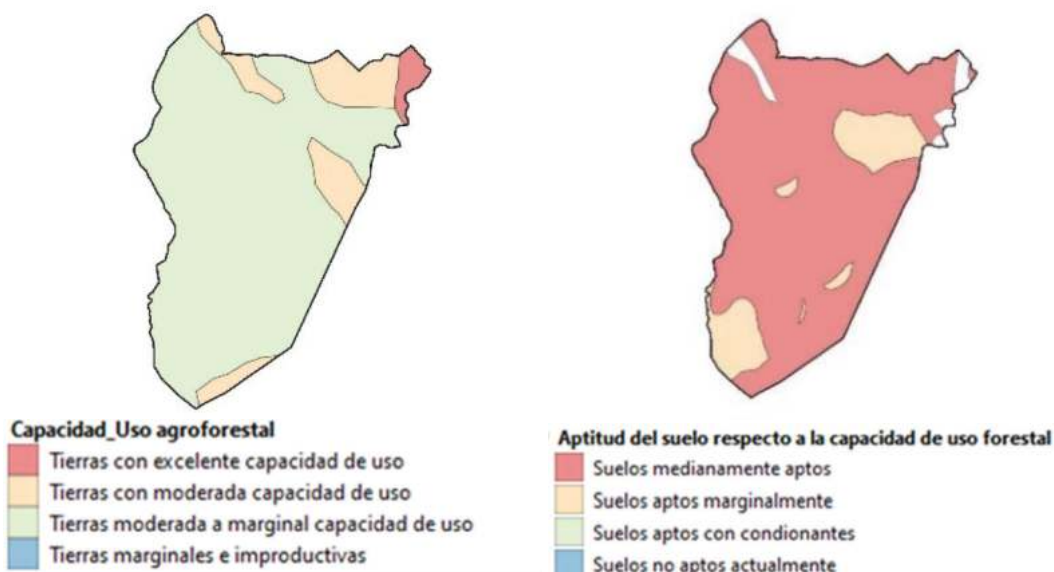 Capacidad_Uso agroforestal
Tierras con excelente capacidad de uso
Tierras con moderada capacidad de uso
Tierras moderada a marginal capacidad de uso
Tierras marginales e improductivas
Aptitud del suelo respecto a la capacidad de uso forestal
Suelos medianamente aptos
Suelos aptos marginalmente
Suelos aptos con condionantes
Suelos no aptos actualmente